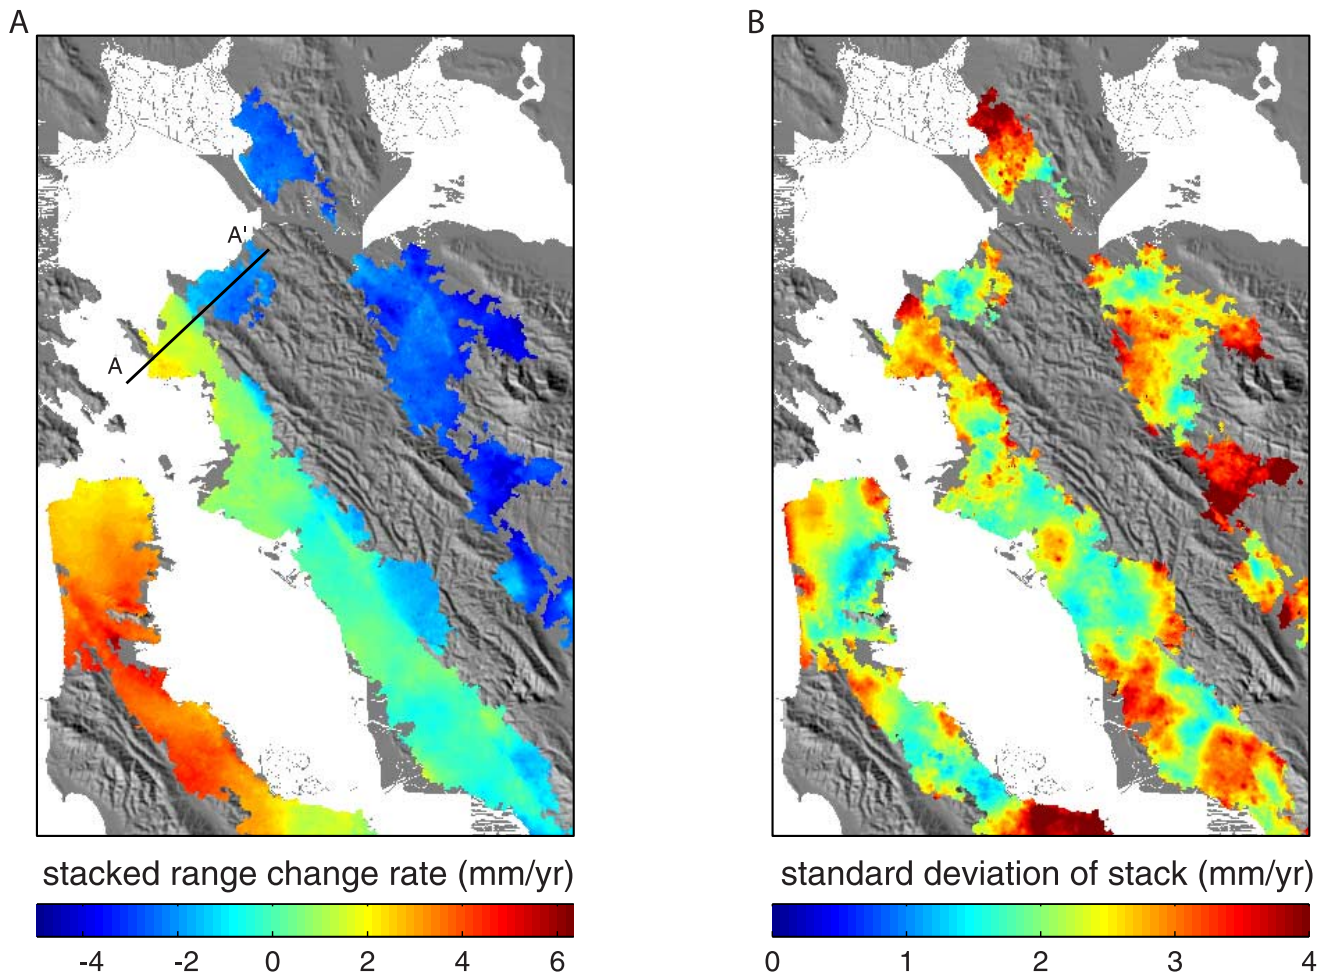 A
B
A'
A
stacked range change rate (mm/yr)
standard deviation of stack (mm/yr)
-4 -2 0 2 4 6
0 1 2 3 4